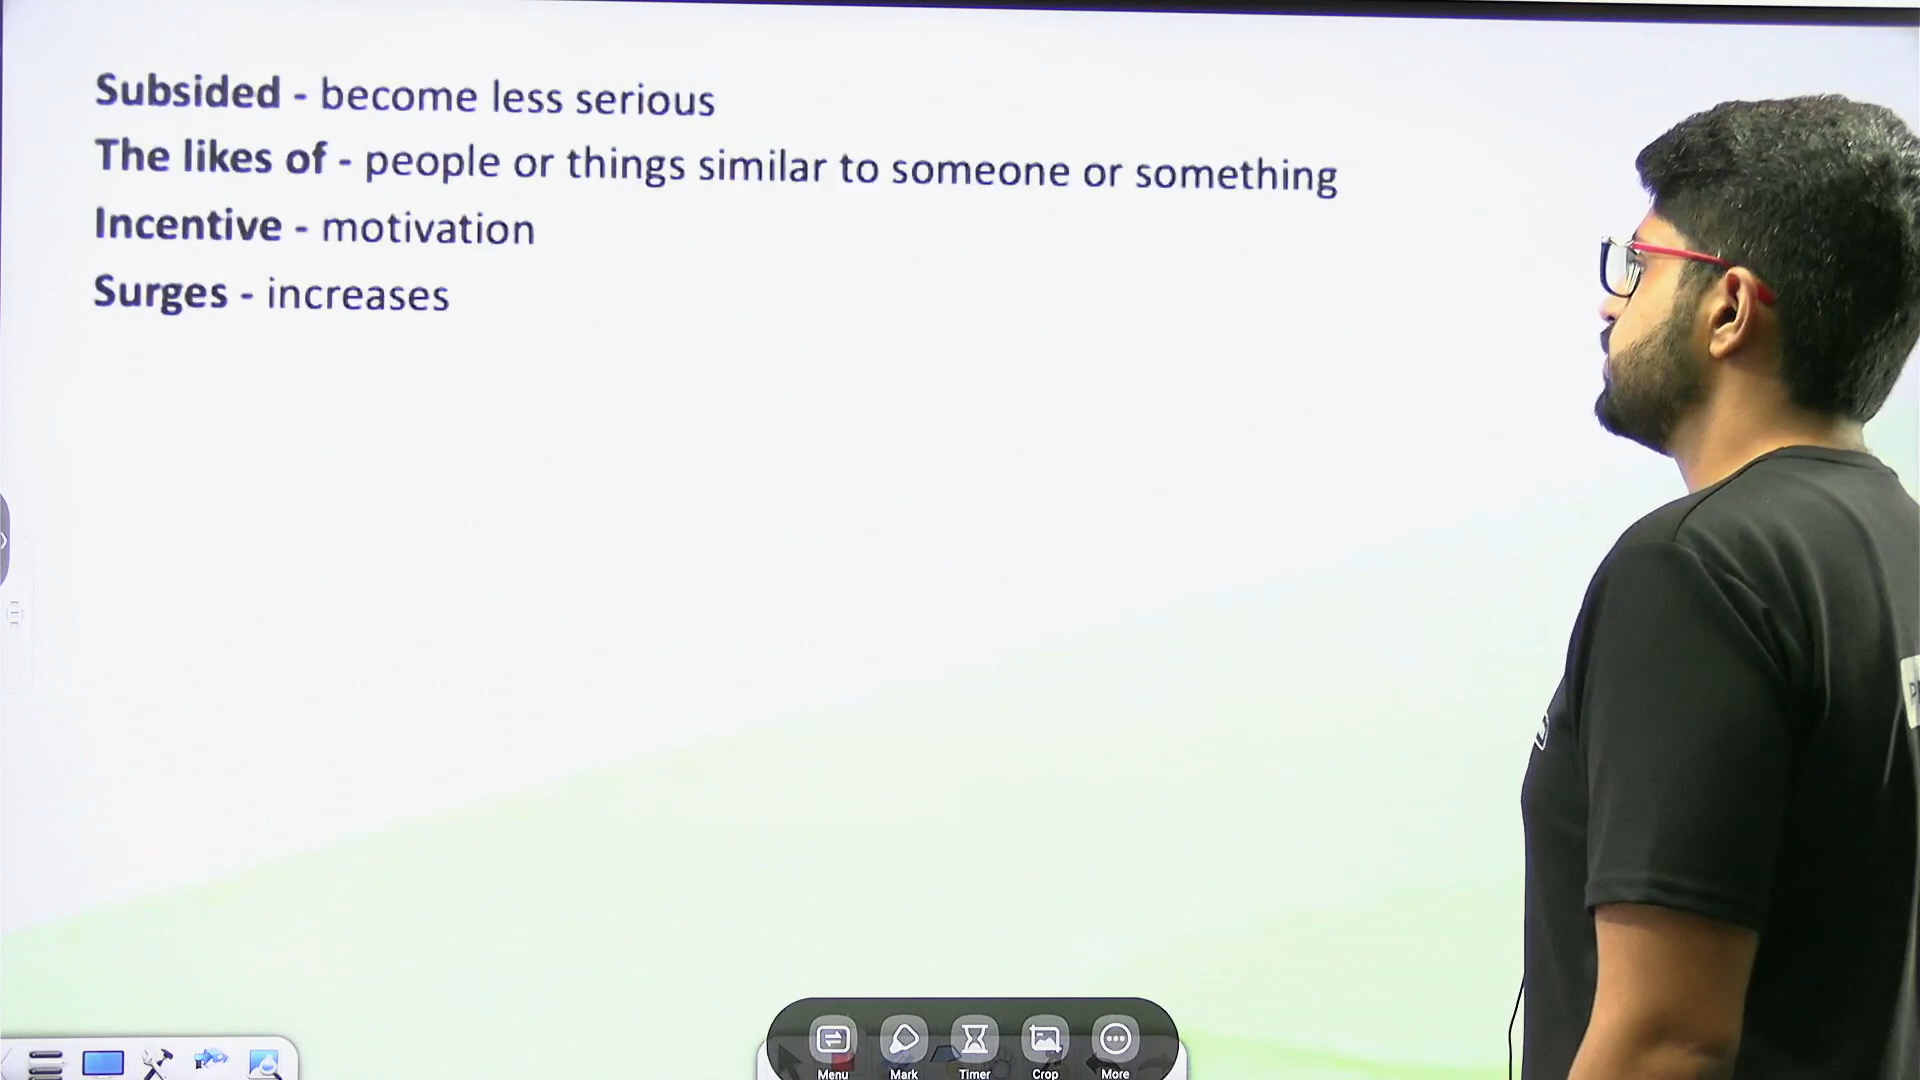 Subsided - become less serious
The likes of - people or things similar to someone or something
Incentive - motivation
Surges - increases
Menu Mark Timer Crop More